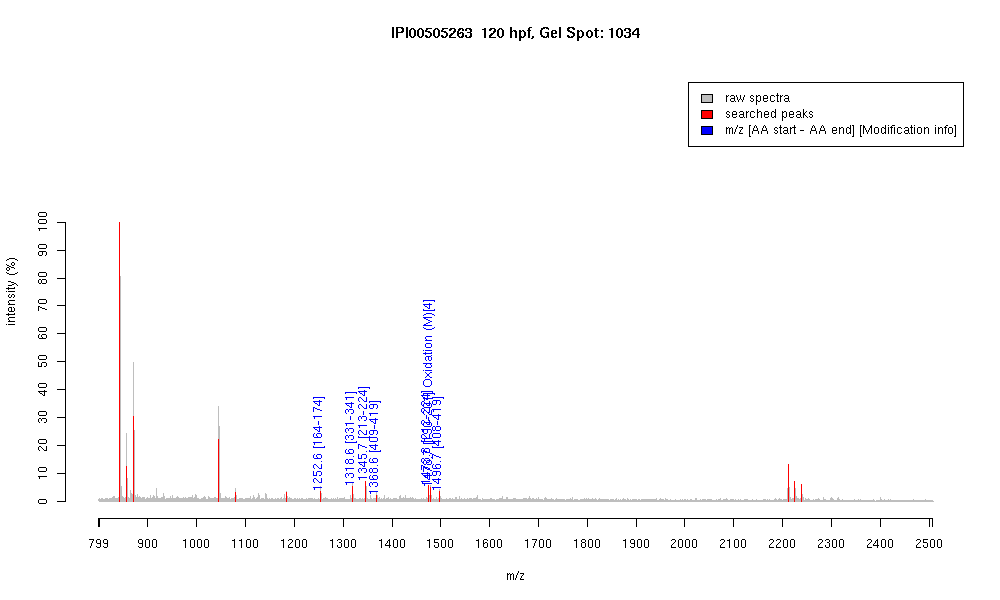 IPI00505263 120 hpf, Gel Spot: 1034
raw spectra
searched peaks
m/z [AA start - AA end] [Modification info]
intensity (%)
100
90
80
70
60
50
40
30
20
10
0
1252.6 [164-174]
1318.6 [331-341]
1345.7 [213-224]
1368.6 [409-419]
Oxidation (M)[4]
1496.7 [408-419]
799 900 1000 1100 1200 1300 1400 1500 1600 1700 1800 1900 2000 2100 2200 2300 2400 2500
m/z